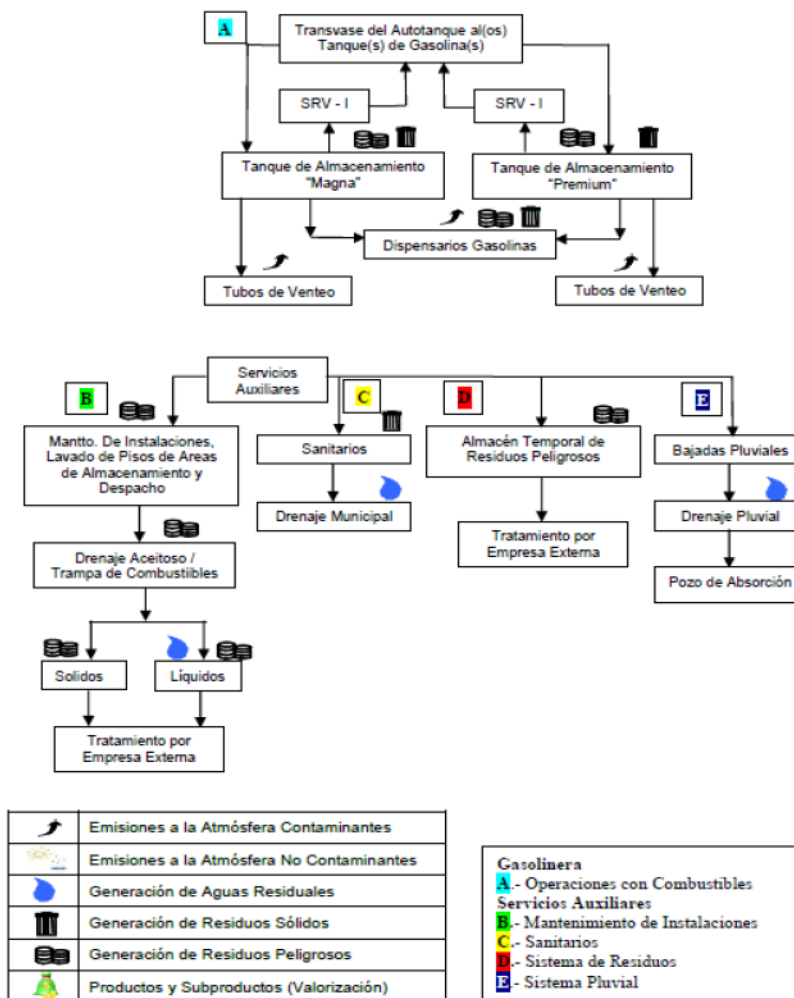 A
Transvase del Autotanque al(os)
Tanque(s) de Gasolina(s)
SRV - I
SRV - I
Tanque de Almacenamiento
"Magna"
Tanque de Almacenamiento
"Premium"
Dispensarios Gasolinas
Tubos de Venteo
Tubos de Venteo
Servicios
Auxiliares
B
C
D
E
Mantto. De Instalaciones,
Lavado de Pisos de Areas
de Almacenamiento y
Despacho
Sanitarios
Almacén Temporal de
Residuos Peligrosos
Bajadas Pluviales
Drenaje Municipal
Drenaje Pluvial
Tratamiento por
Empresa Externa
Pozo de Absorción
Drenaje Aceitoso /
Trampa de Combustiibles
Solidos
Líquidos
Tratamiento por
Empresa Externa
Emisiones a la Atmósfera Contaminantes
Emisiones a la Atmósfera No Contaminantes
Generación de Aguas Residuales
Generación de Residuos Sólidos
Generación de Residuos Peligrosos
Productos y Subproductos (Valorización)
Gasolinera
A.- Operaciones con Combustibles
Servicios Auxiliares
B.- Mantenimiento de Instalaciones
C.- Sanitarios
D.- Sistema de Residuos
E.- Sistema Pluvial